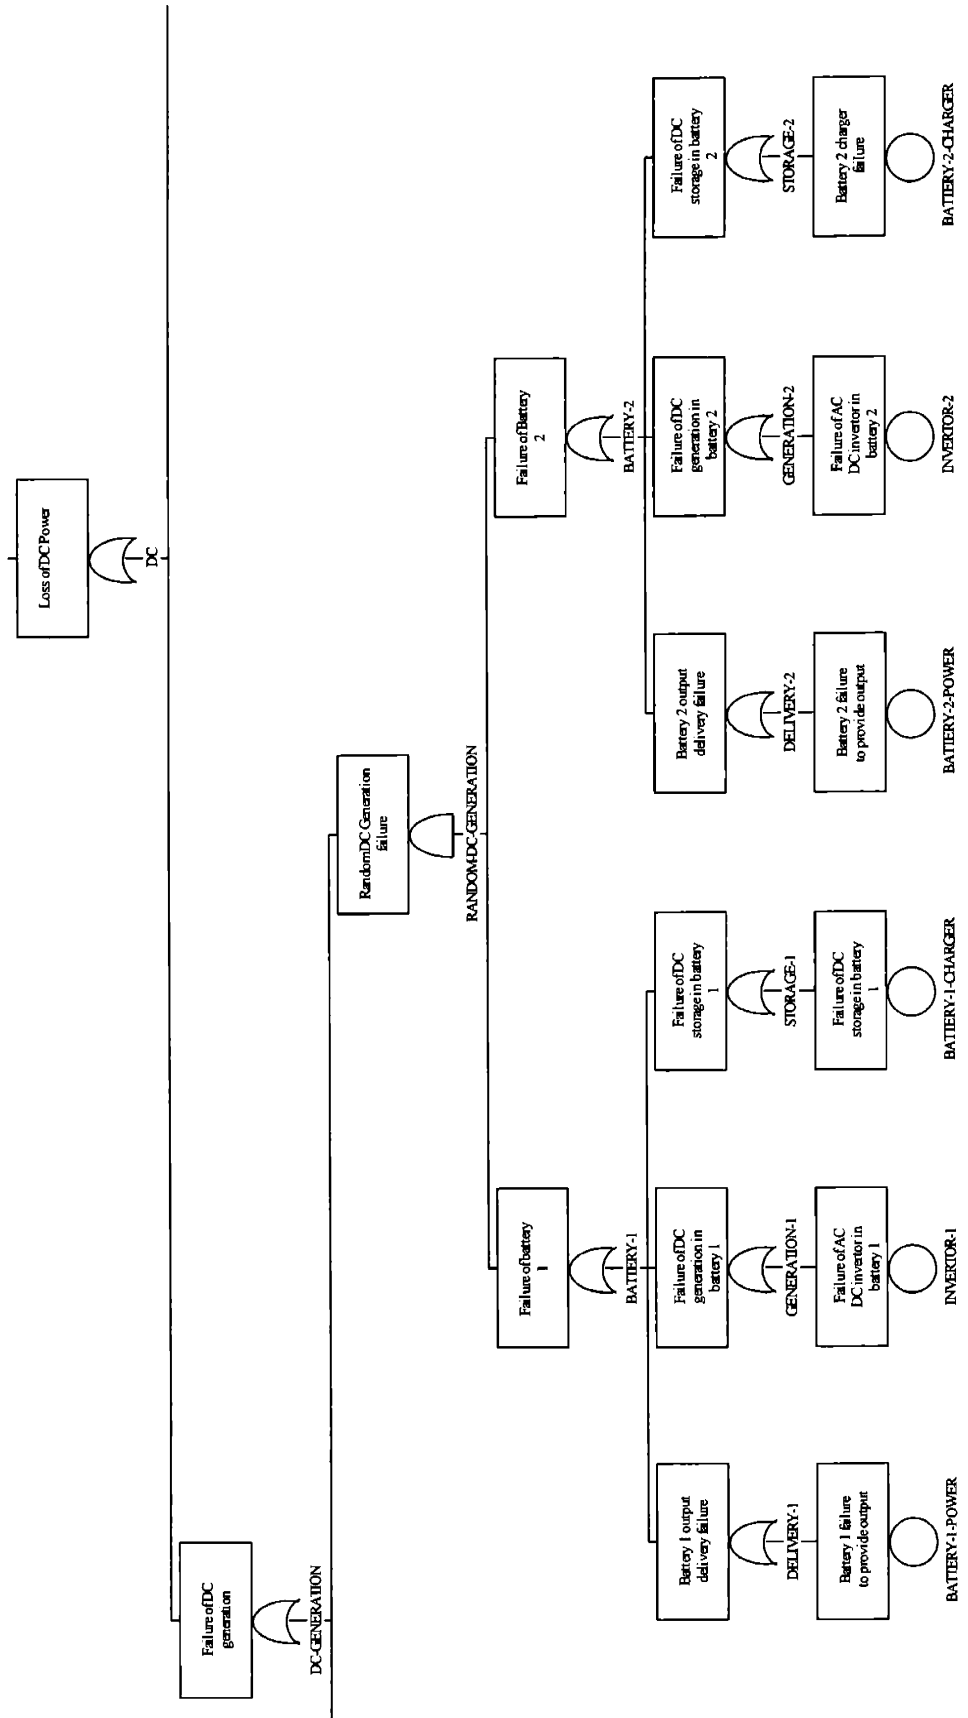 Loss of DC Power
DC
Failure of DC
generation
DC-GENERATION
Random DC Generation
failure
RANDOM-DC-GENERATION
Failure of battery
1
BATTERY-1
Failure of Battery
2
BATTERY-2
Battery 1 output
delivery failure
DELIVERY-1
Failure of DC
generation in
battery 1
GENERATION-1
Failure of DC
storage in battery
1
STORAGE-1
Battery 2 output
delivery failure
DELIVERY-2
Failure of DC
generation in
battery 2
GENERATION-2
Failure of DC
storage in battery
2
STORAGE-2
Battery 1 failure
to provide output
BATTERY-1-POWER
Failure of AC
DC invertor in
battery 1
INVERTOR-1
Failure of DC
storage in battery
1
BATTERY-1-CHARGER
Battery 2 failure
to provide output
BATTERY-2-POWER
Failure of AC
DC invertor in
battery 2
INVERTOR-2
Battery 2 charger
failure
BATTERY-2-CHARGER